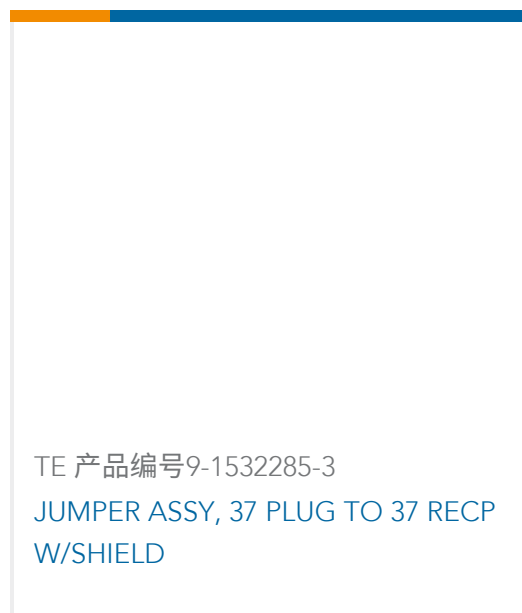 TE 产品编号9-1532285-3
JUMPER ASSY, 37 PLUG TO 37 RECP
W/SHIELD